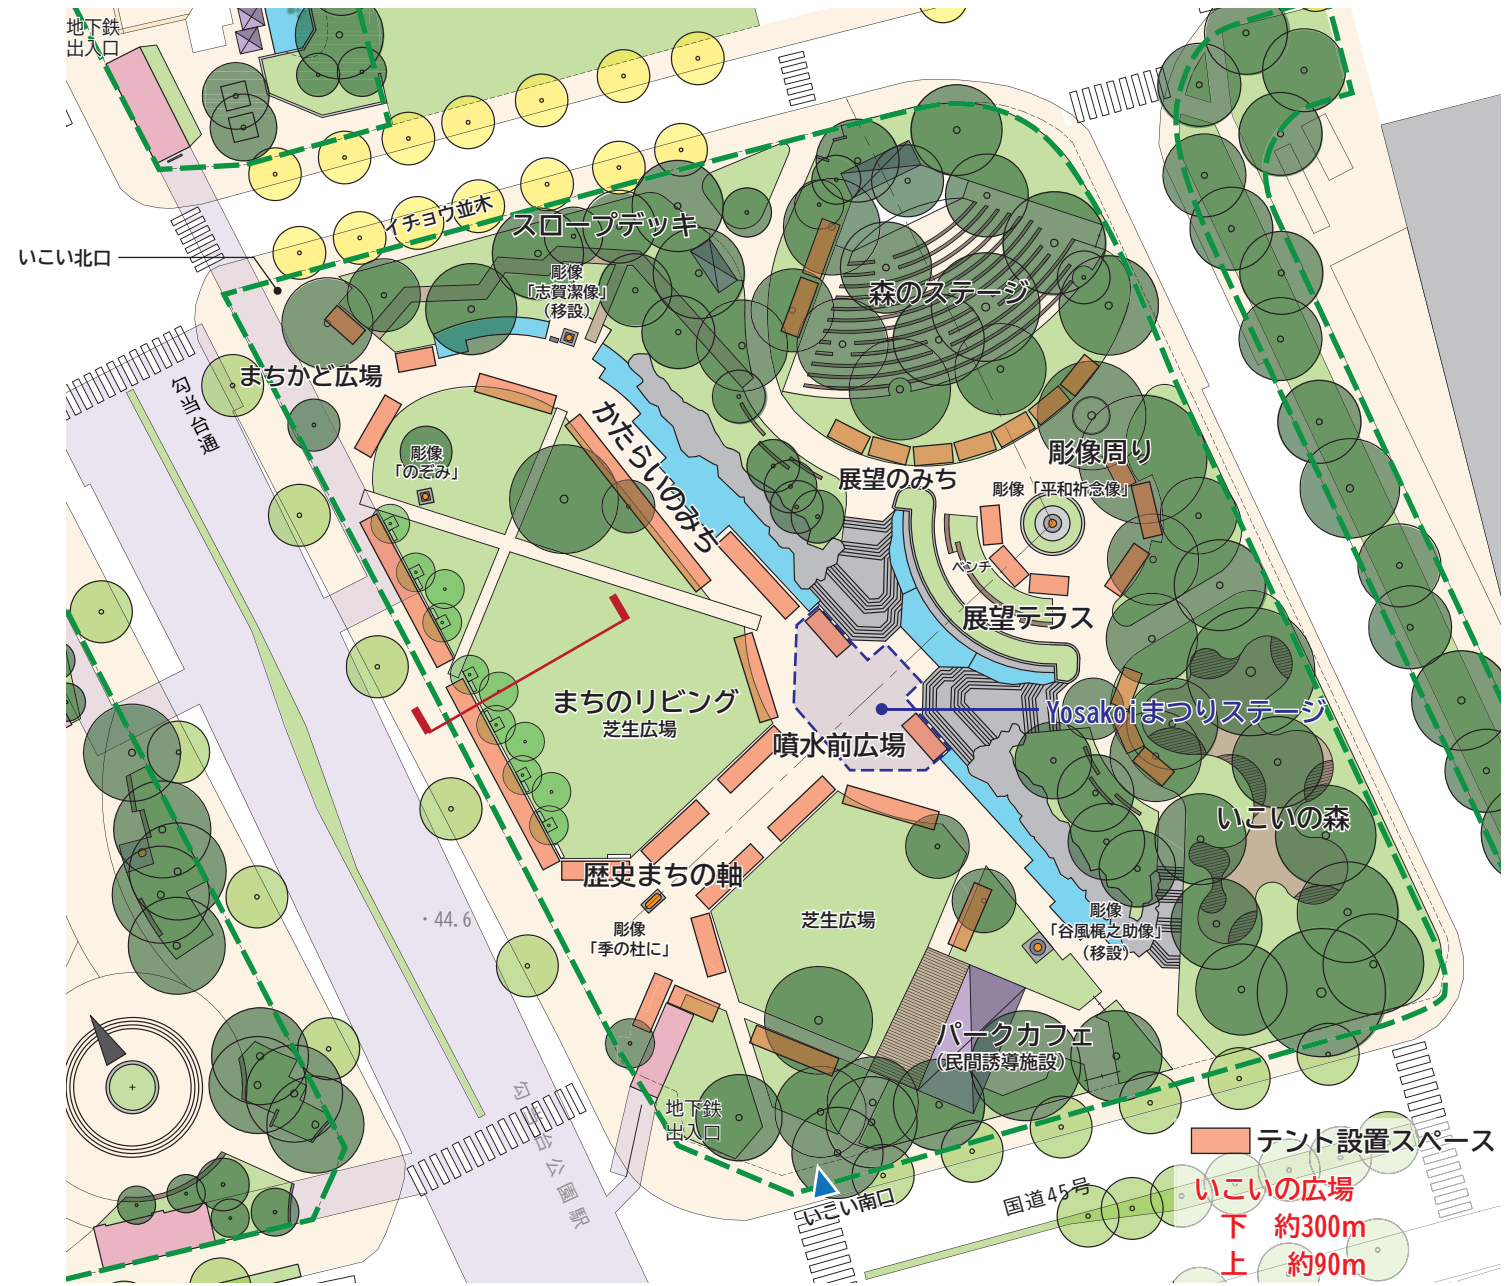 地下鉄
出入口
イチョウ並木
スロープデッキ
いこい北口
彫像
「志賀潔像」
（移設）
森のステージ
まちかど広場
勾当台通
かたらいのみち
彫像
「のぞみ」
展望のみち
彫像周り
彫像「平和祈念像」
ベンチ
展望テラス
まちのリビング
芝生広場
Yosakoiまつりステージ
噴水前広場
いこいの森
歴史まちの軸
・44.6
彫像
「季の杜に」
芝生広場
彫像
「谷風梶之助像」
（移設）
パークカフェ
（民間誘導施設）
勾当台公園駅
地下鉄
出入口
いこい南口
国道45号
テント設置スペース
いこいの広場
下　約300m
上　約90m